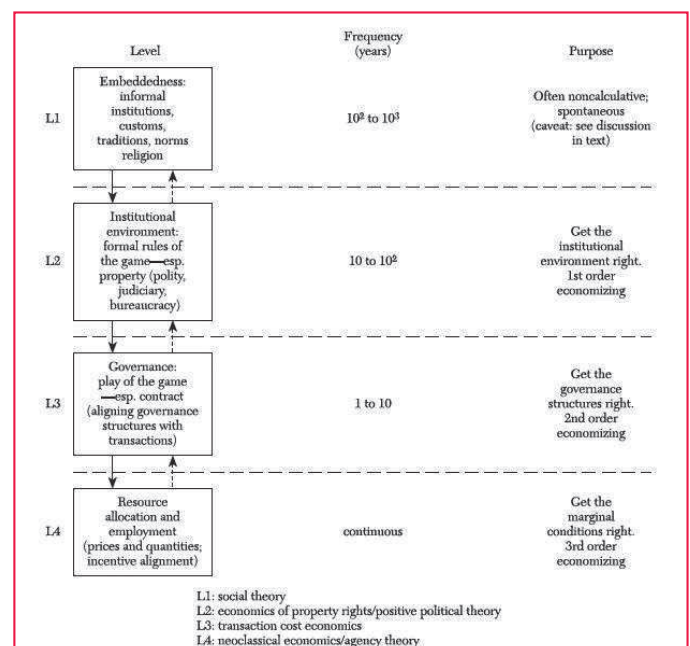 Level
Frequency
(years)
Purpose
L1
Embeddedness:
informal
institutions,
customs,
traditions, norms
religion
10² to 10³
Often noncalculative;
spontaneous
(caveat: see discussion
in text)
L2
Institutional
environment:
formal rules of
the game—esp.
property (polity,
judiciary,
bureaucracy)
10 to 10²
Get the
institutional
environment right.
1st order
economizing
L3
Governance:
play of the game
—esp. contract
(aligning governance
structures with
transactions)
1 to 10
Get the
governance
structures right.
2nd order
economizing
L4
Resource
allocation and
employment
(prices and quantities;
incentive alignment)
continuous
Get the
marginal
conditions right.
3rd order
economizing
L1: social theory
L2: economics of property rights/positive political theory
L3: transaction cost economics
L4: neoclassical economics/agency theory